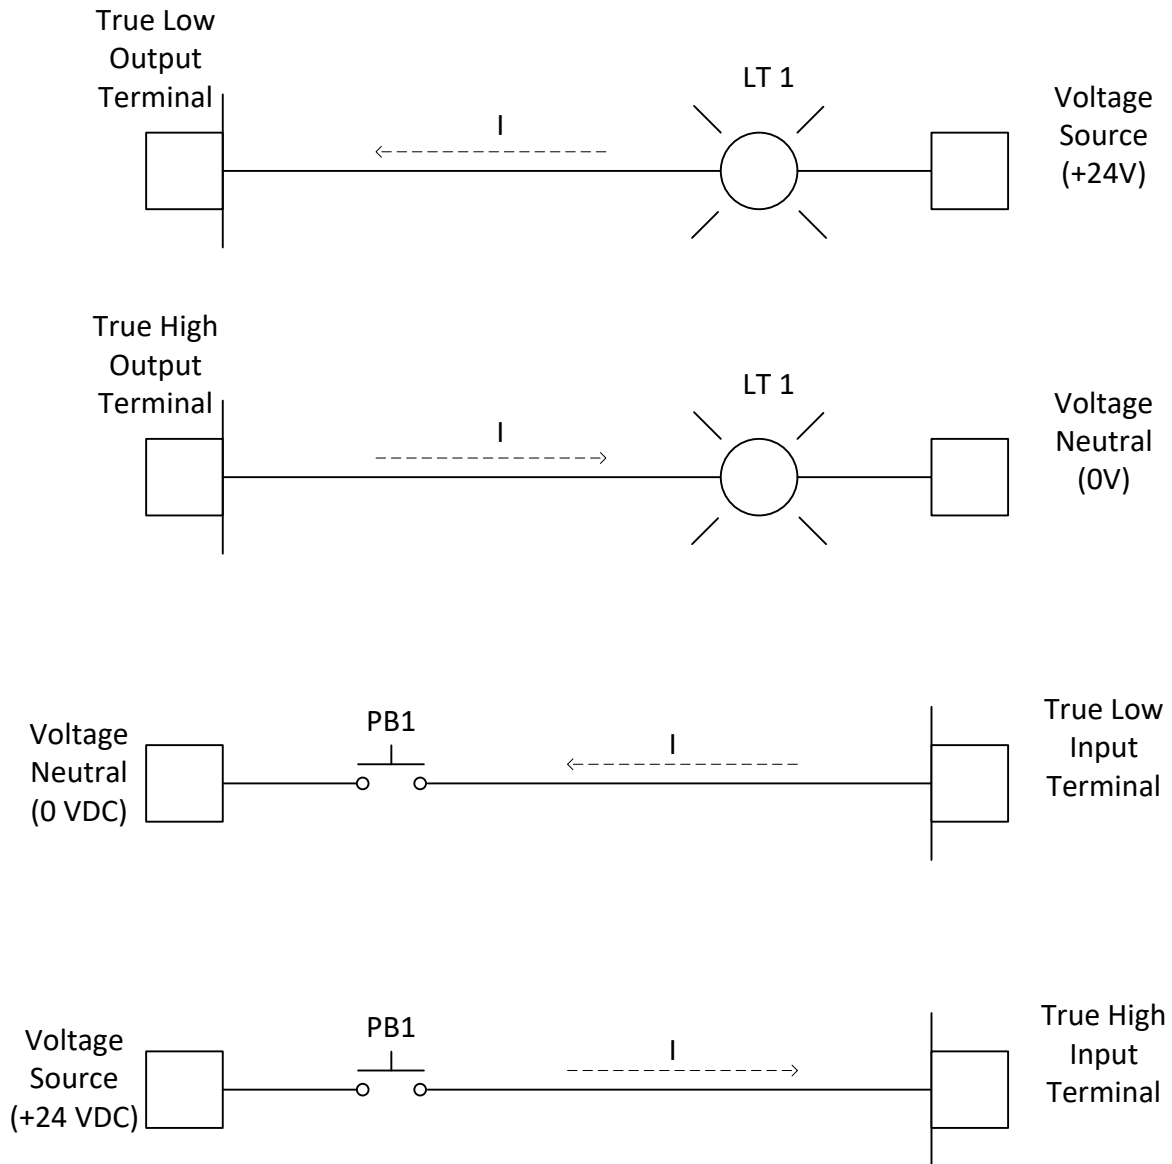 True Low
Output
Terminal
I
LT 1
Voltage
Source
(+24V)
True High
Output
Terminal
I
LT 1
Voltage
Neutral
(0V)
Voltage
Neutral
(0 VDC)
PB1
I
True Low
Input
Terminal
Voltage
Source
(+24 VDC)
PB1
I
True High
Input
Terminal